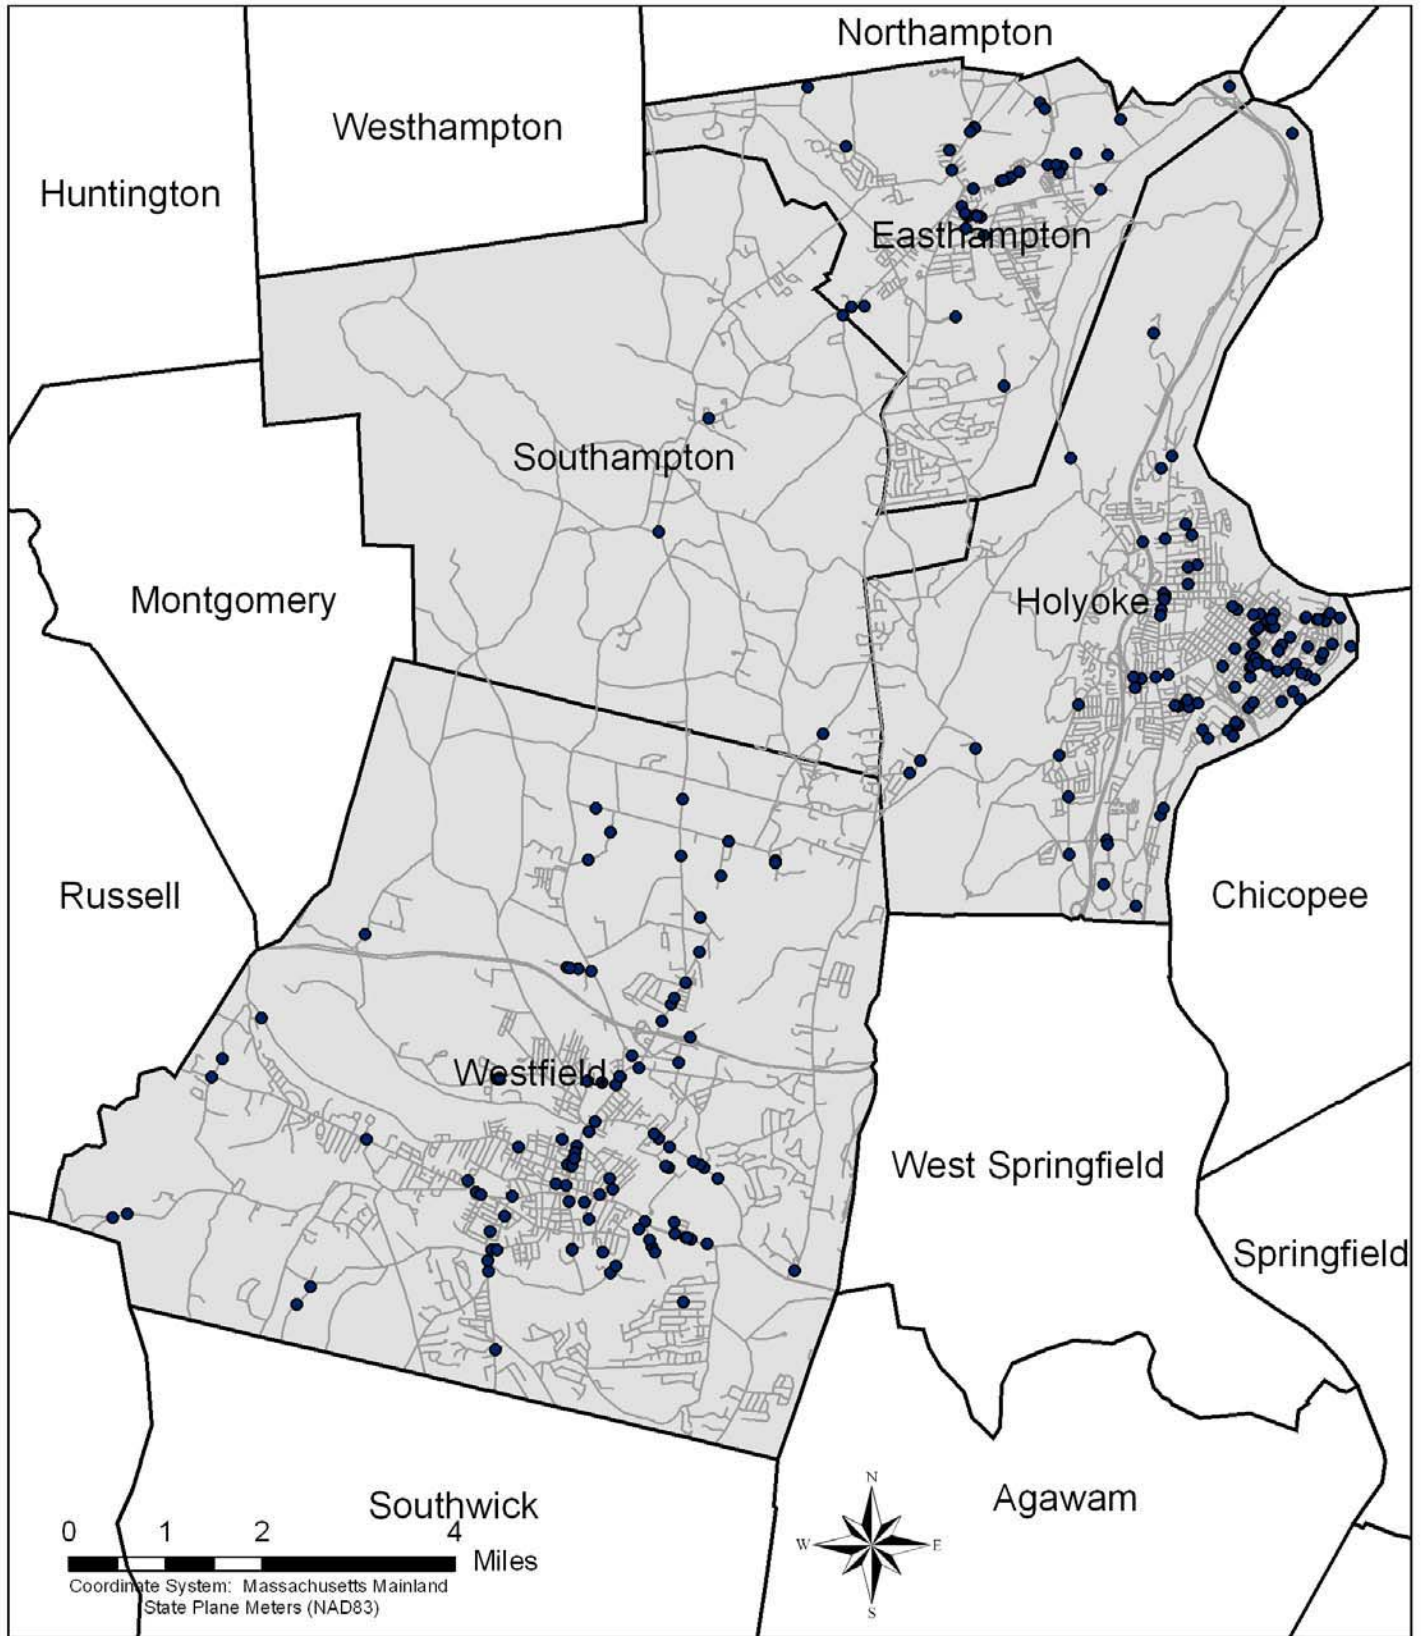 Northampton
Westhampton
Huntington
Easthampton
Southampton
Montgomery
Holyoke
Russell
Chicopee
Westfield
West Springfield
Springfield
Southwick
Agawam
N
W E
S
0 1 2 4
Miles
Coordinate System: Massachusetts Mainland
State Plane Meters (NAD83)